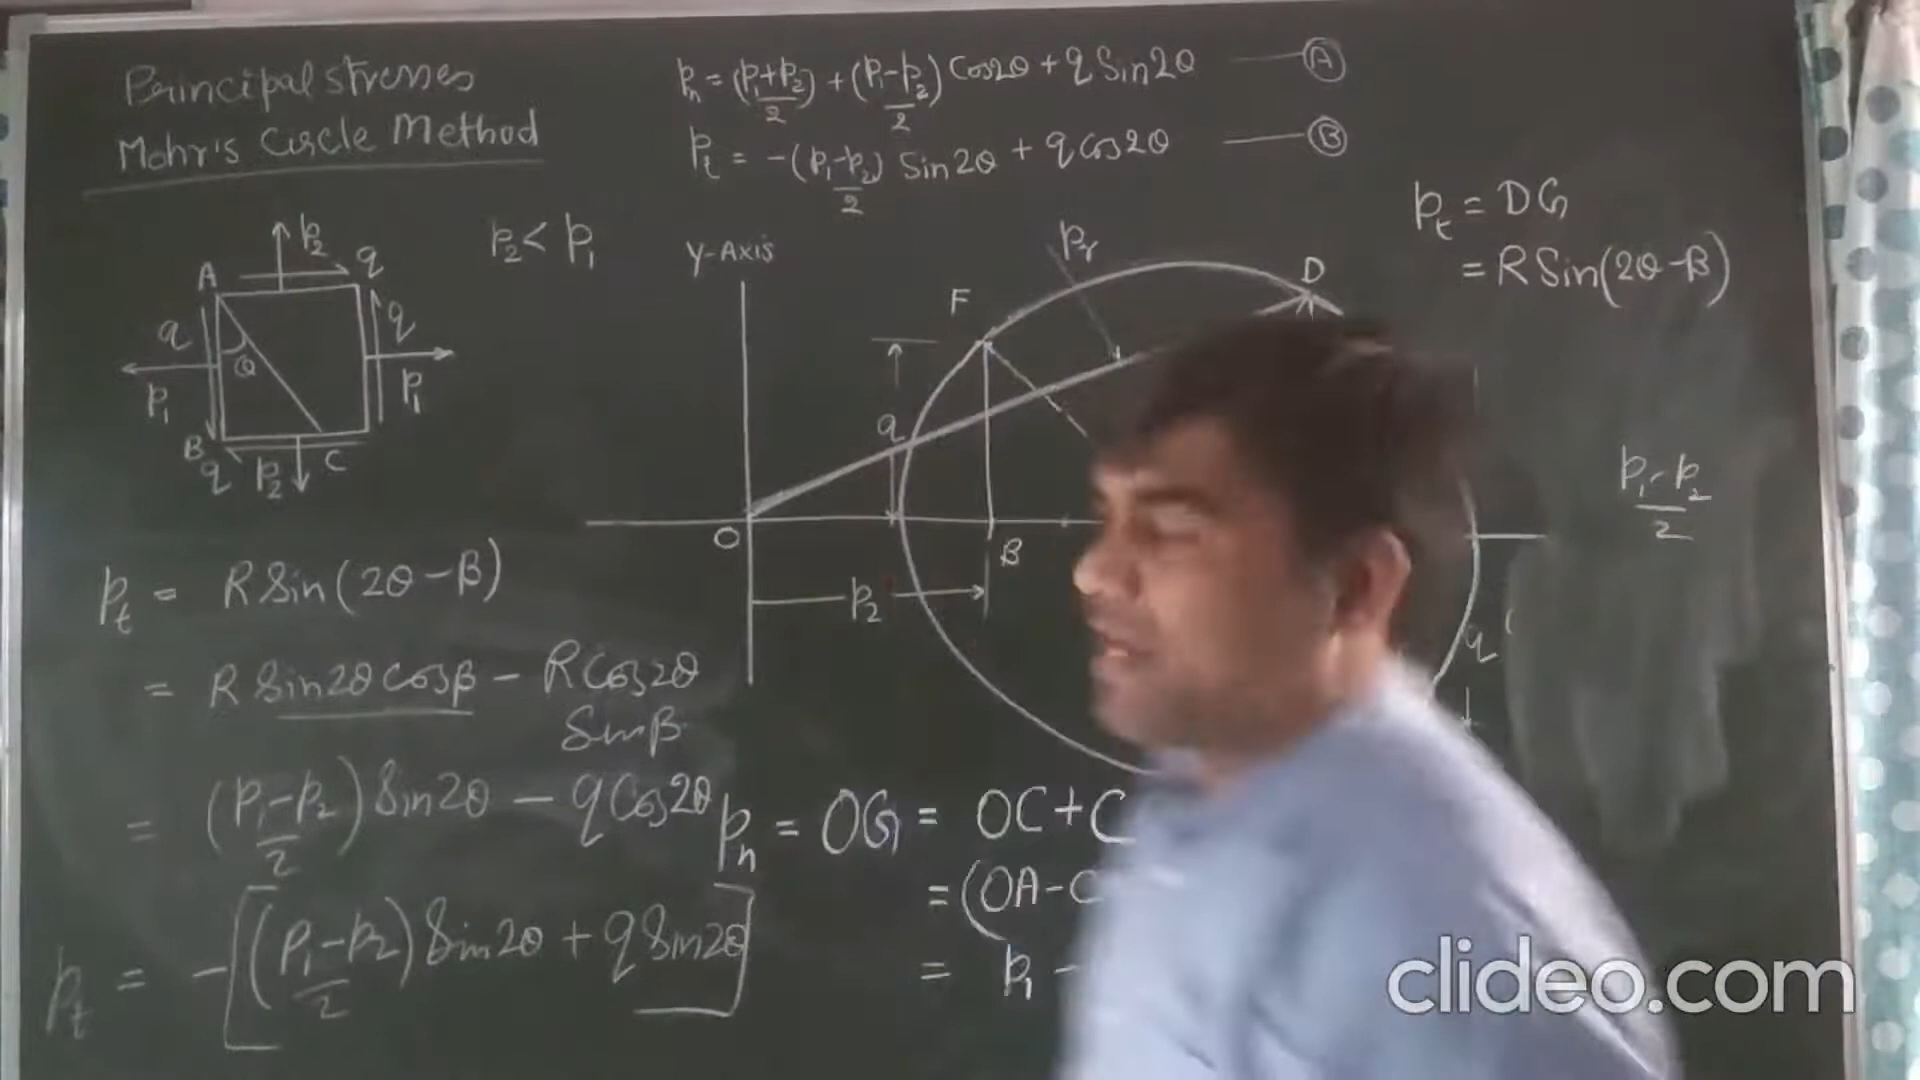 Principal stresses
Mohr's Circle Method
pn = (p1+p2)/2 + (p1-p2)/2 Cos2θ + q Sin2θ — A
pt = -(p1-p2)/2 Sin2θ + q Cos2θ — B
pt = DG
= R Sin(2θ-β)
p2 < p1
Y-Axis
pr
F
D
A
p2
q
q
q
θ
p1
p1
B
q
p2
C
q
O
B
p2
p1-p2/2
q
pt = R Sin(2θ-β)
= R Sin2θ Cosβ - R Cos2θ
Sinβ
= (p1-p2)/2 Sin2θ - q Cos2θ
pt = -[(p1-p2)/2 Sin2θ + q Sin2θ]
pn = OG = OC + C
= (OA-C
= p1 -
clideo.com